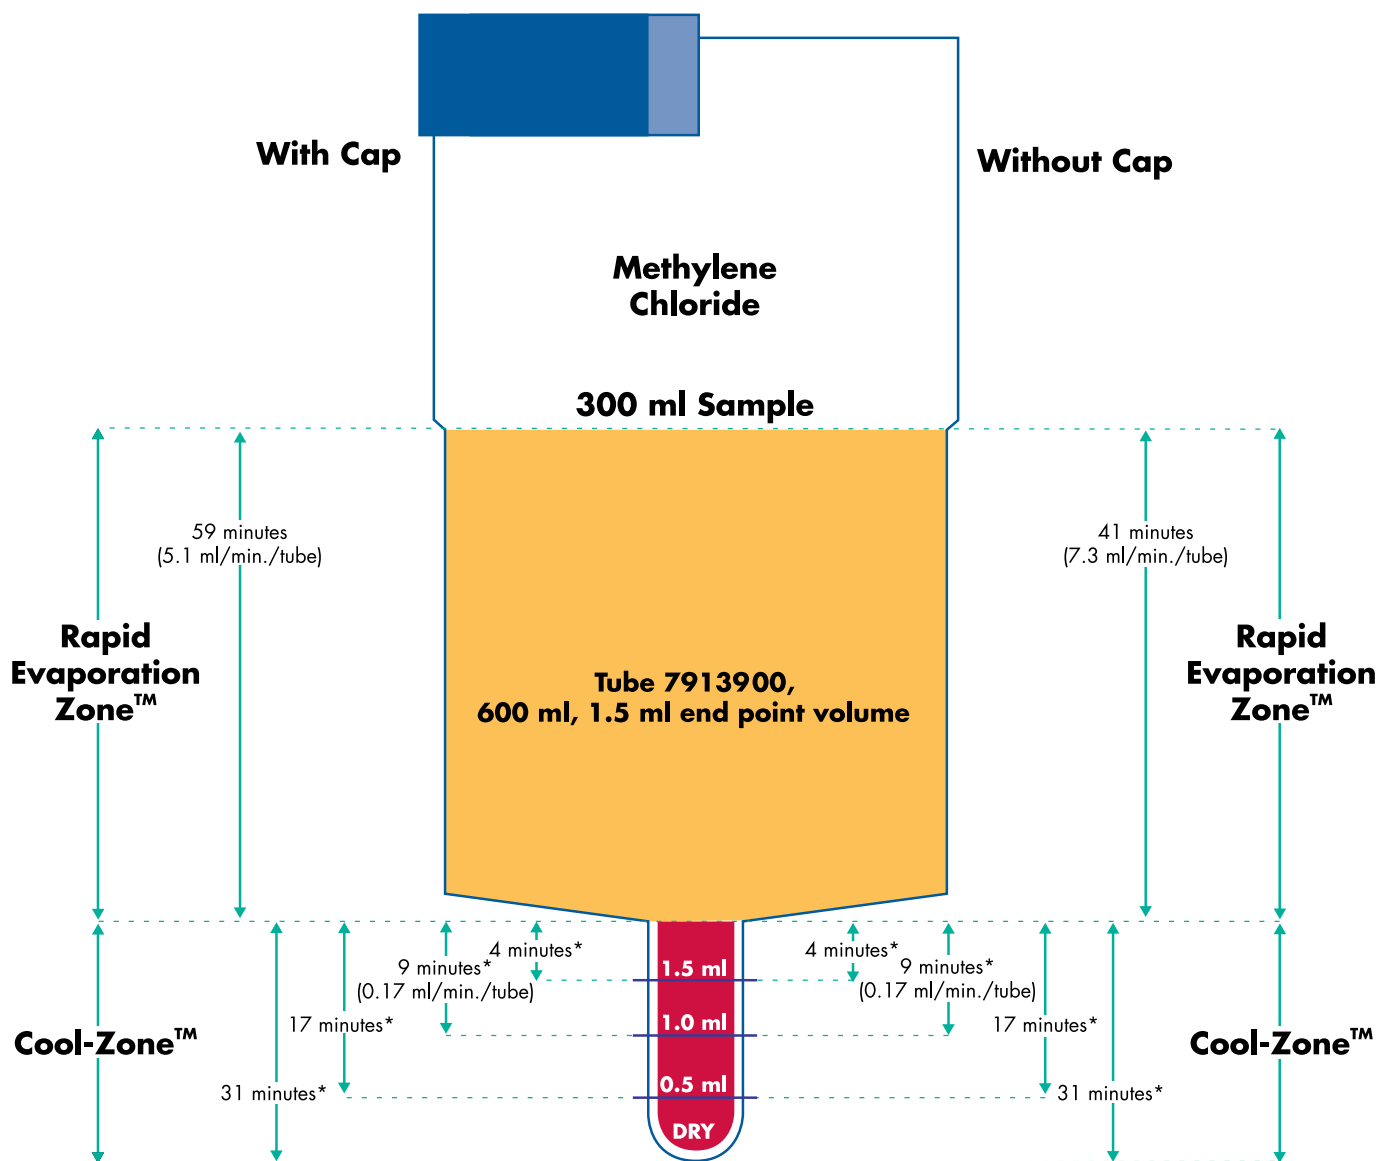 With Cap
Without Cap
Methylene
Chloride
300 ml Sample
59 minutes
(5.1 ml/min./tube)
41 minutes
(7.3 ml/min./tube)
Rapid
Evaporation
Zone™
Rapid
Evaporation
Zone™
Tube 7913900,
600 ml, 1.5 ml end point volume
4 minutes*
4 minutes*
9 minutes*
(0.17 ml/min./tube)
1.5 ml
9 minutes*
(0.17 ml/min./tube)
17 minutes*
1.0 ml
17 minutes*
Cool-Zone™
Cool-Zone™
31 minutes*
0.5 ml
31 minutes*
DRY